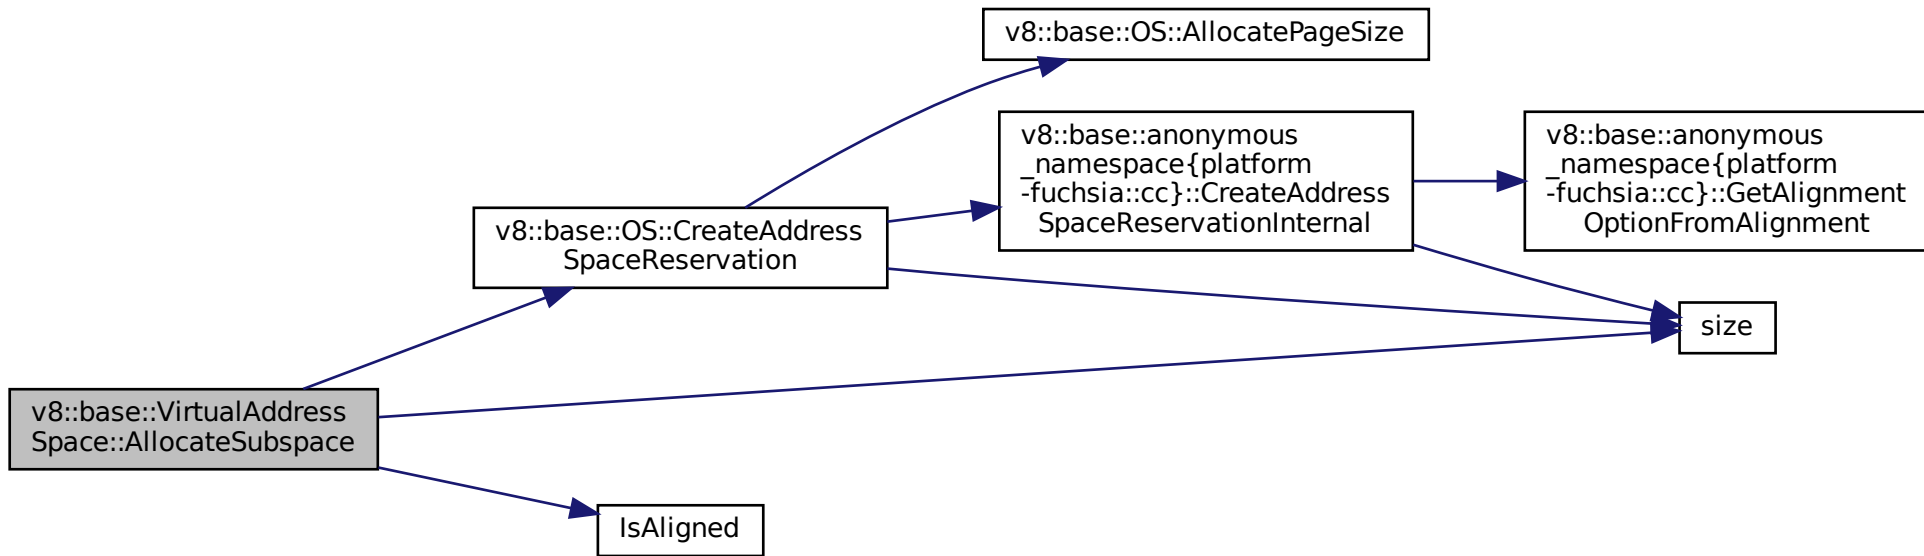 v8::base::OS::AllocatePageSize
v8::base::anonymous
_namespace{platform
-fuchsia::cc}::CreateAddress
SpaceReservationInternal
v8::base::anonymous
_namespace{platform
-fuchsia::cc}::GetAlignment
OptionFromAlignment
v8::base::OS::CreateAddress
SpaceReservation
size
v8::base::VirtualAddress
Space::AllocateSubspace
IsAligned